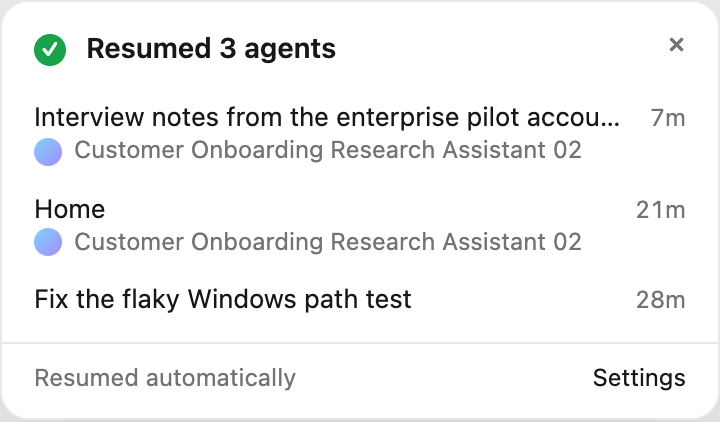 Resumed 3 agents
Interview notes from the enterprise pilot accou... 7m
Customer Onboarding Research Assistant 02
Home 21m
Customer Onboarding Research Assistant 02
Fix the flaky Windows path test 28m
Resumed automatically Settings